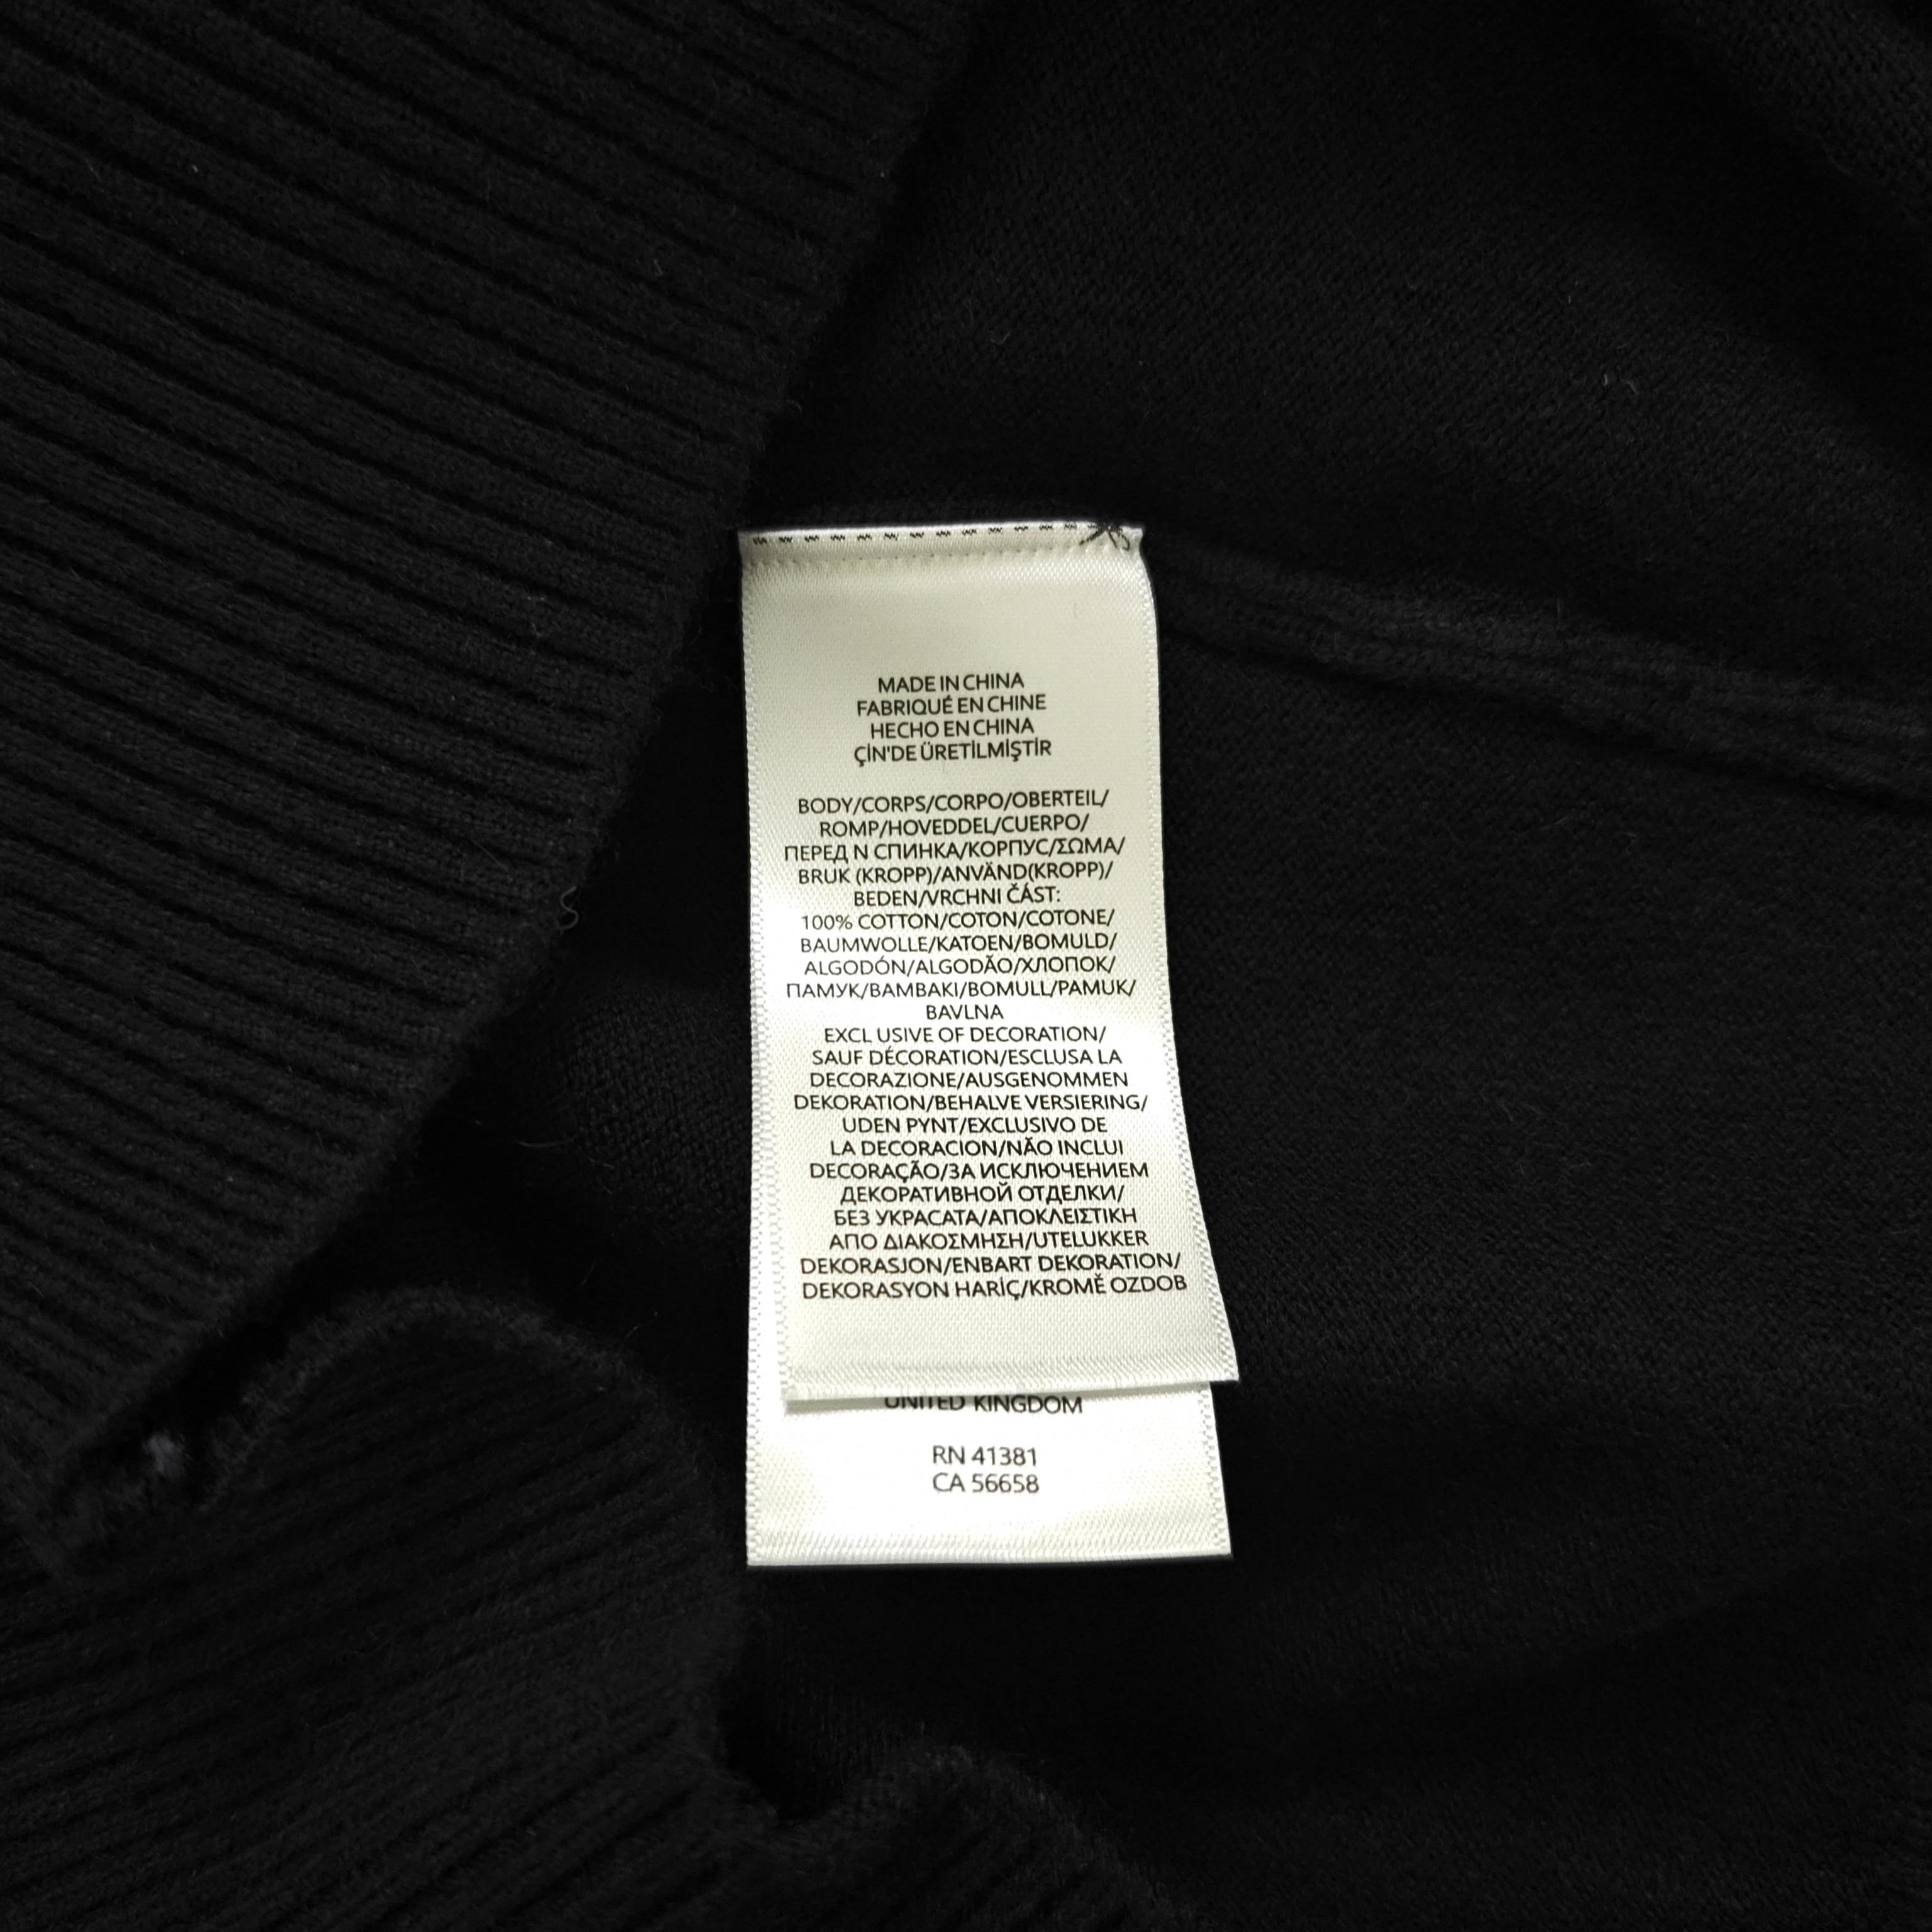 MADE IN CHINA
FABRIQUÉ EN CHINE
HECHO EN CHINA
ÇİN'DE ÜRETİLMİŞTİR
BODY/CORPS/CORPO/OBERTEIL/
ROMP/HOVEDDEL/CUERPO/
ПЕРЕД N СПИНКА/КОРПУС/ΣΩΜΑ/
BRUK (KROPP)/ANVÄND(KROPP)/
BEDEN/VRCHNI ČÁST:
100% COTTON/COTON/COTONE/
BAUMWOLLE/KATOEN/BOMULD/
ALGODÓN/ALGODÃO/ХЛОПОК/
ПАМУК/BAMBAKI/BOMULL/PAMUK/
BAVLNA
EXCL USIVE OF DECORATION/
SAUF DÉCORATION/ESCLUSA LA
DECORAZIONE/AUSGENOMMEN
DEKORATION/BEHALVE VERSIERING/
UDEN PYNT/EXCLUSIVO DE
LA DECORACION/NÃO INCLUI
DECORAÇÃO/ЗА ИСКЛЮЧЕНИЕМ
ДЕКОРАТИВНОЙ ОТДЕЛКИ/
БЕЗ УКРАСАТА/ΑΠΟΚΛΕΙΣΤΙΚΗ
ΑΠΟ ΔΙΑΚΟΣΜΗΣΗ/UTELUKKER
DEKORASJON/ENBART DEKORATION/
DEKORASYON HARİÇ/KROMĚ OZDOB
UNITED KINGDOM
RN 41381
CA 56658